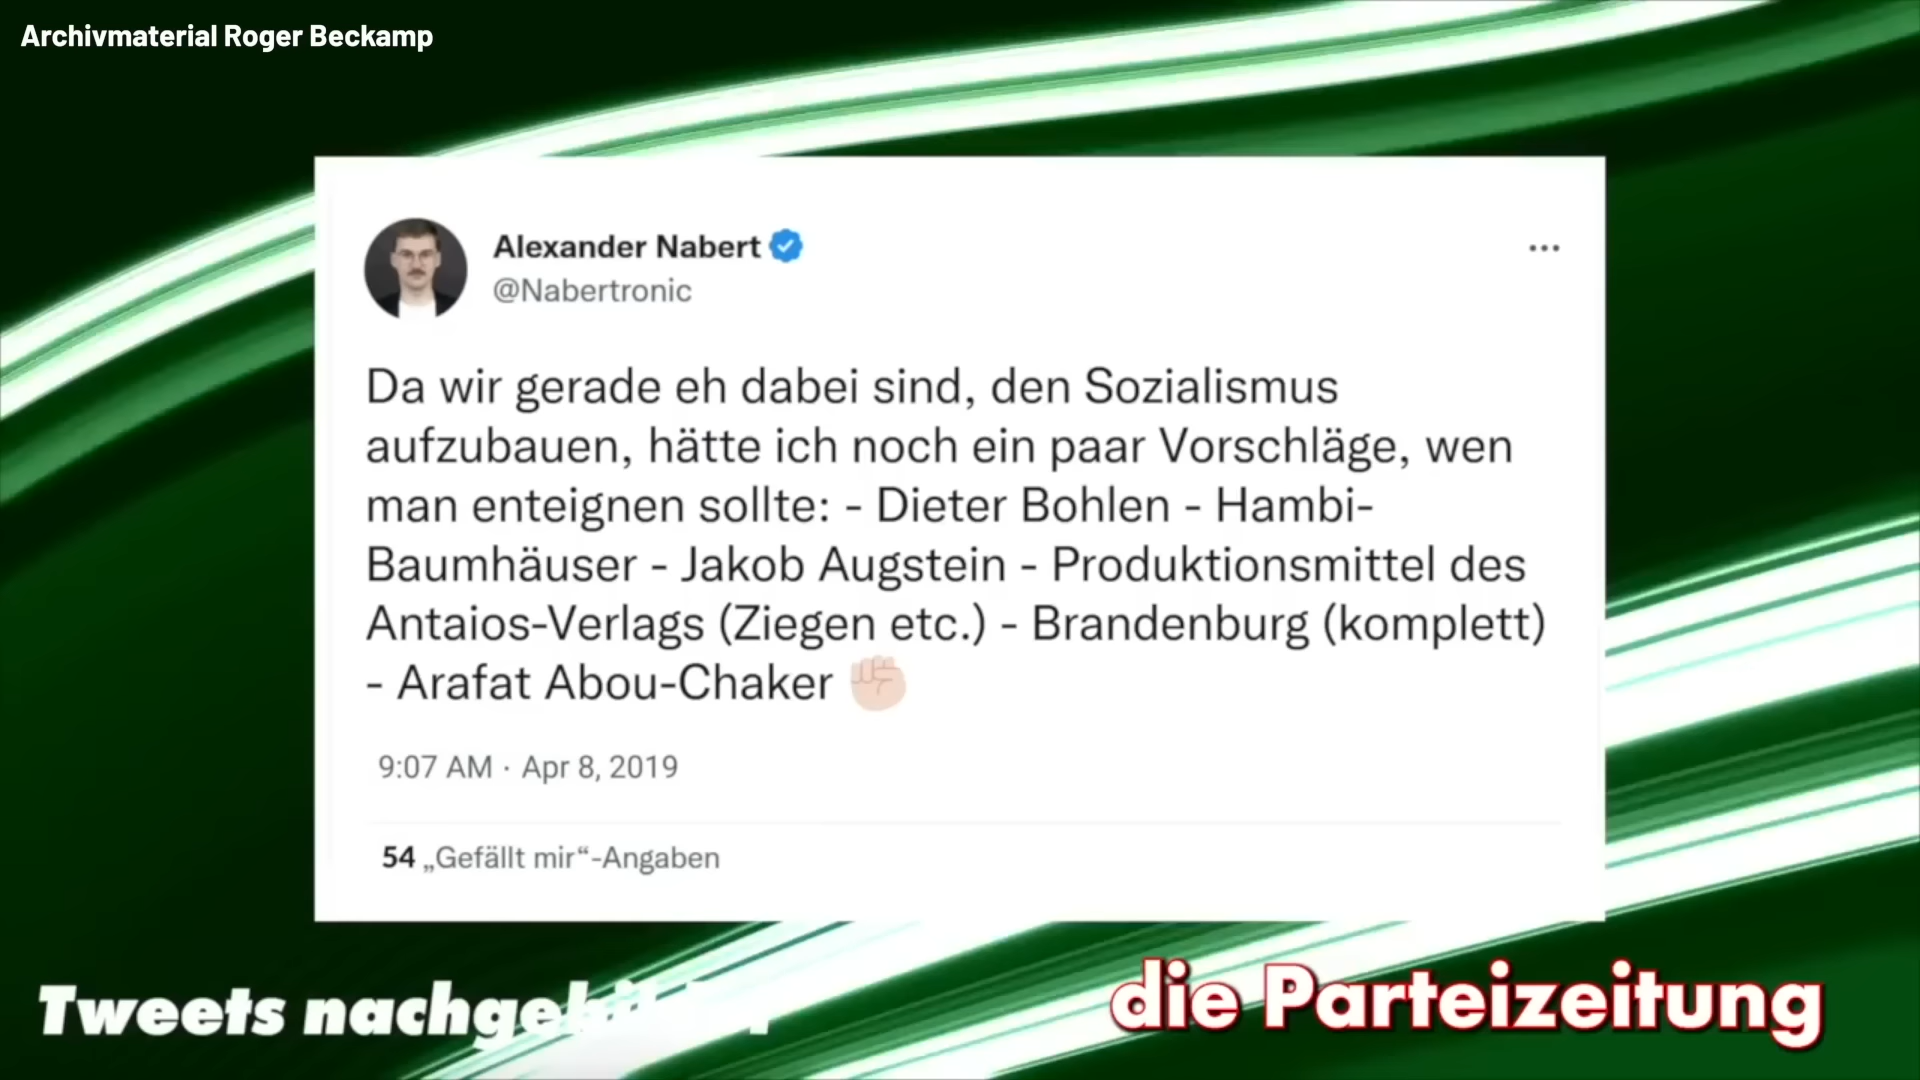 Archivmaterial Roger Beckamp
Alexander Nabert
@Nabertronic
Da wir gerade eh dabei sind, den Sozialismus
aufzubauen, hätte ich noch ein paar Vorschläge, wen
man enteignen sollte: - Dieter Bohlen - Hambi-
Baumhäuser - Jakob Augstein - Produktionsmittel des
Antaios-Verlags (Ziegen etc.) - Brandenburg (komplett)
- Arafat Abou-Chaker ✊🏻
9:07 AM · Apr 8, 2019
54 „Gefällt mir“-Angaben
Tweets
die Parteizeitung